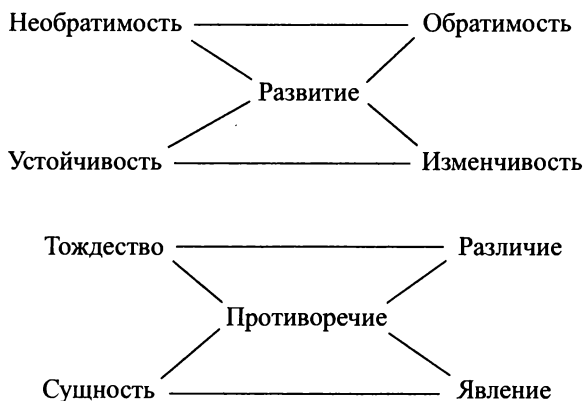 Необратимость Обратимость
Развитие
Устойчивость Изменчивость
Тождество Различие
Противоречие
Сущность Явление